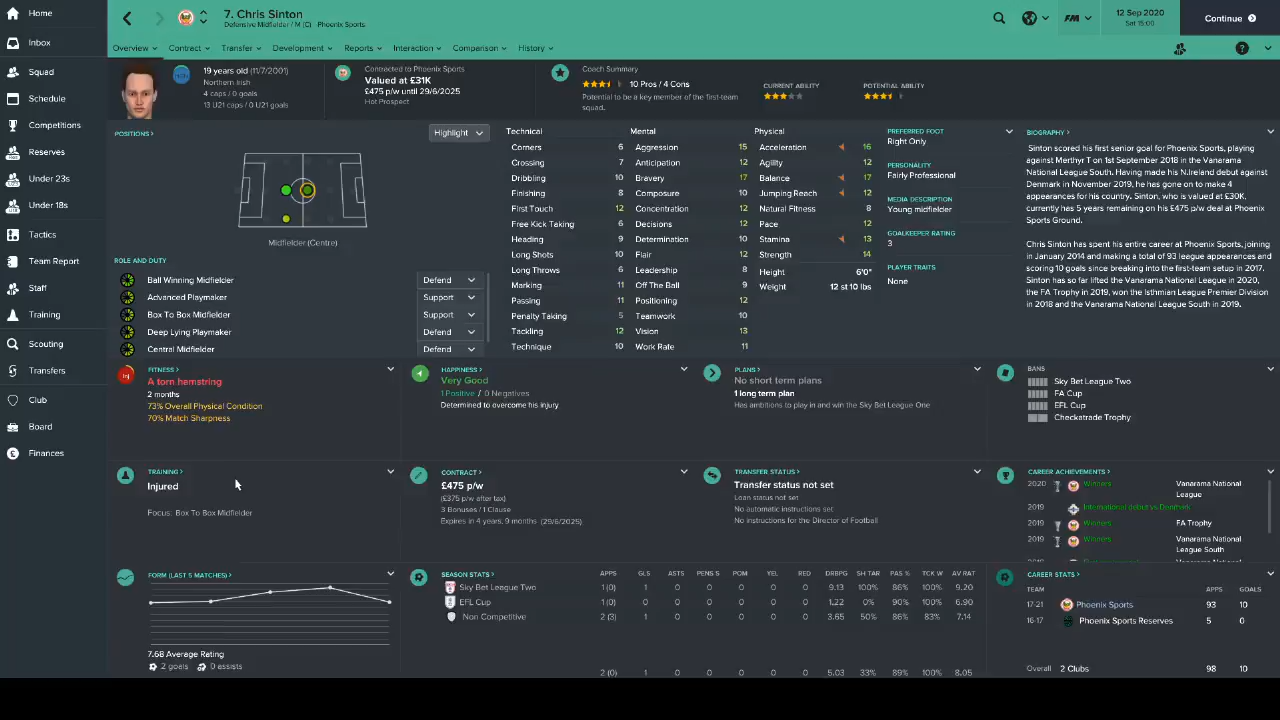 Home
Inbox
Squad
Schedule
Competitions
Reserves
Under 23s
Under 18s
Tactics
Team Report
Staff
Training
Scouting
Transfers
Club
Board
Finances
7. Chris Sinton
Defensive Midfielder / M (C) Phoenix Sports
FM
12 Sep 2020
Sat 15:00
Continue
Overview Contract Transfer Development Reports Interaction Comparison History
19 years old (11/7/2001)
Northern Irish
4 caps / 0 goals
13 U21 caps / 0 U21 goals
Contracted to Phoenix Sports
Valued at £31K
£475 p/w until 29/6/2025
Hot Prospect
Coach Summary
10 Pros / 4 Cons
Potential to be a key member of the first-team
squad.
CURRENT ABILITY
POTENTIAL ABILITY
POSITIONS
Highlight
Midfielder (Centre)
ROLE AND DUTY
Ball Winning Midfielder Defend
Advanced Playmaker Support
Box To Box Midfielder Support
Deep Lying Playmaker Defend
Central Midfielder Defend
Technical
Corners 6
Crossing 7
Dribbling 10
Finishing 8
First Touch 12
Free Kick Taking 6
Heading 9
Long Shots 10
Long Throws 6
Marking 11
Passing 11
Penalty Taking 5
Tackling 12
Technique 10
Mental
Aggression 15
Anticipation 12
Bravery 17
Composure 10
Concentration 12
Decisions 12
Determination 10
Flair 12
Leadership 8
Off The Ball 9
Positioning 12
Teamwork 10
Vision 13
Work Rate 11
Physical
Acceleration 16
Agility 12
Balance 17
Jumping Reach 12
Natural Fitness 8
Pace 12
Stamina 13
Strength 14
Height 6'0"
Weight 12 st 10 lbs
PREFERRED FOOT
Right Only
PERSONALITY
Fairly Professional
MEDIA DESCRIPTION
Young midfielder
GOALKEEPER RATING
3
PLAYER TRAITS
None
BIOGRAPHY
Sinton scored his first senior goal for Phoenix Sports, playing
against Merthyr T on 1st September 2018 in the Vanarama
National League South. Having made his N.Ireland debut against
Denmark in November 2019, he has gone on to make 4
appearances for his country. Sinton, who is valued at £30K,
currently has 5 years remaining on his £475 p/w deal at Phoenix
Sports Ground.
Chris Sinton has spent his entire career at Phoenix Sports, joining
in January 2014 and making a total of 93 league appearances and
scoring 10 goals since breaking into the first-team setup in 2017.
Sinton has so far lifted the Vanarama National League in 2020,
the FA Trophy in 2019, won the Isthmian League Premier Division
in 2018 and the Vanarama National League South in 2019.
Inj
FITNESS
A torn hamstring
2 months
73% Overall Physical Condition
70% Match Sharpness
HAPPINESS
Very Good
1 Positive / 0 Negatives
Determined to overcome his injury
PLANS
No short term plans
1 long term plan
Has ambitions to play in and win the Sky Bet League One
BANS
Sky Bet League Two
FA Cup
EFL Cup
Checkatrade Trophy
TRAINING
Injured
Focus: Box To Box Midfielder
CONTRACT
£475 p/w
(£375 p/w after tax)
3 Bonuses / 1 Clause
Expires in 4 years, 9 months (29/6/2025)
TRANSFER STATUS
Transfer status not set
Loan status not set
No automatic instructions set
No instructions for the Director of Football
CAREER ACHIEVEMENTS
2020 Winners Vanarama National
League
2019 International debut vs Denmark
2019 Winners FA Trophy
2019 Winners Vanarama National
League South
FORM (LAST 5 MATCHES)
7.68 Average Rating
2 goals 0 assists
SEASON STATS APPS GLS ASTS PENS S POM YEL RED DRBPG SH TAR PAS % TCK W AV RAT
Sky Bet League Two 1 (0) 1 0 0 0 0 0 9.13 100% 86% 100% 9.20
EFL Cup 1 (0) 0 0 0 0 0 0 1.22 0% 90% 100% 6.90
Non Competitive 2 (3) 1 0 0 0 0 0 3.65 50% 86% 83% 7.14
2 (0) 1 0 0 0 0 0 5.03 33% 89% 100% 8.05
CAREER STATS
TEAM APPS GOALS
17-21 Phoenix Sports 93 10
16-17 Phoenix Sports Reserves 5 0
Overall 2 Clubs 98 10